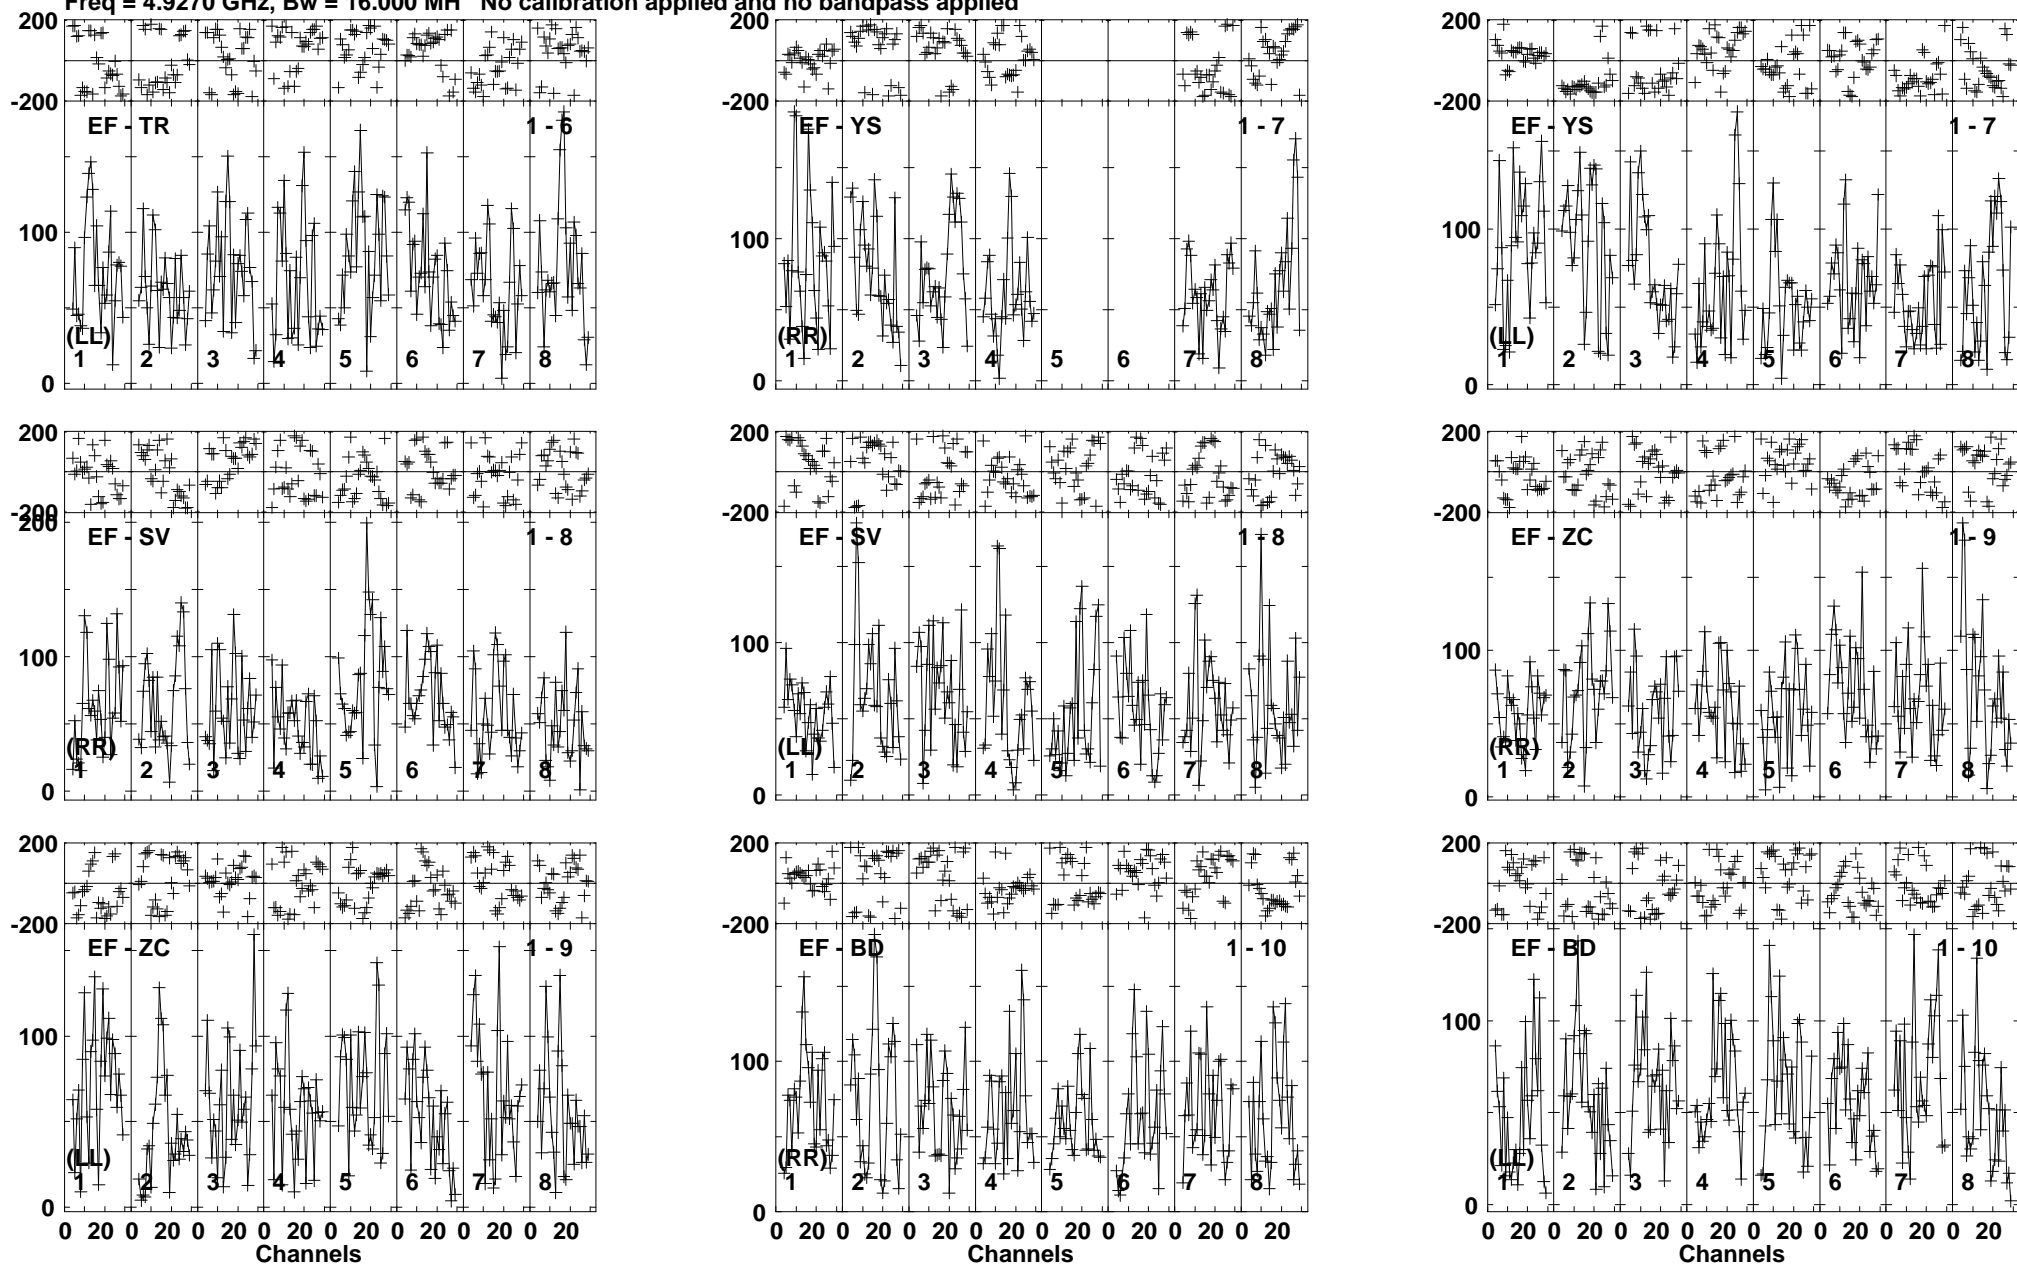 Freq = 4.9270 GHz, Bw = 16.000 MH No calibration applied and no bandpass applied
200
-200
EF - TR 1 - 6
100
(LL)
1 2 3 4 5 6 7 8
0
200
-200
EF - YS 1 - 7
100
(RR)
1 2 3 4 5 6 7 8
0
200
-200
EF - YS 1 - 7
100
(LL)
1 2 3 4 5 6 7 8
0
200
-200
200
EF - SV 1 - 8
100
(RR)
1 2 3 4 5 6 7 8
0
200
-200
EF - SV 1 - 8
100
(LL)
1 2 3 4 5 6 7 8
0
200
-200
EF - ZC 1 - 9
100
(RR)
1 2 3 4 5 6 7 8
0
200
-200
EF - ZC 1 - 9
100
(LL)
1 2 3 4 5 6 7 8
0
0 20 0 20 0 20 0 20 0 20 0 20 0 20 0 20
Channels
200
-200
EF - BD 1 - 10
100
(RR)
1 2 3 4 5 6 7 8
0
0 20 0 20 0 20 0 20 0 20 0 20 0 20 0 20
Channels
200
-200
EF - BD 1 - 10
100
(LL)
1 2 3 4 5 6 7 8
0
0 20 0 20 0 20 0 20 0 20 0 20 0 20 0 20
Channels